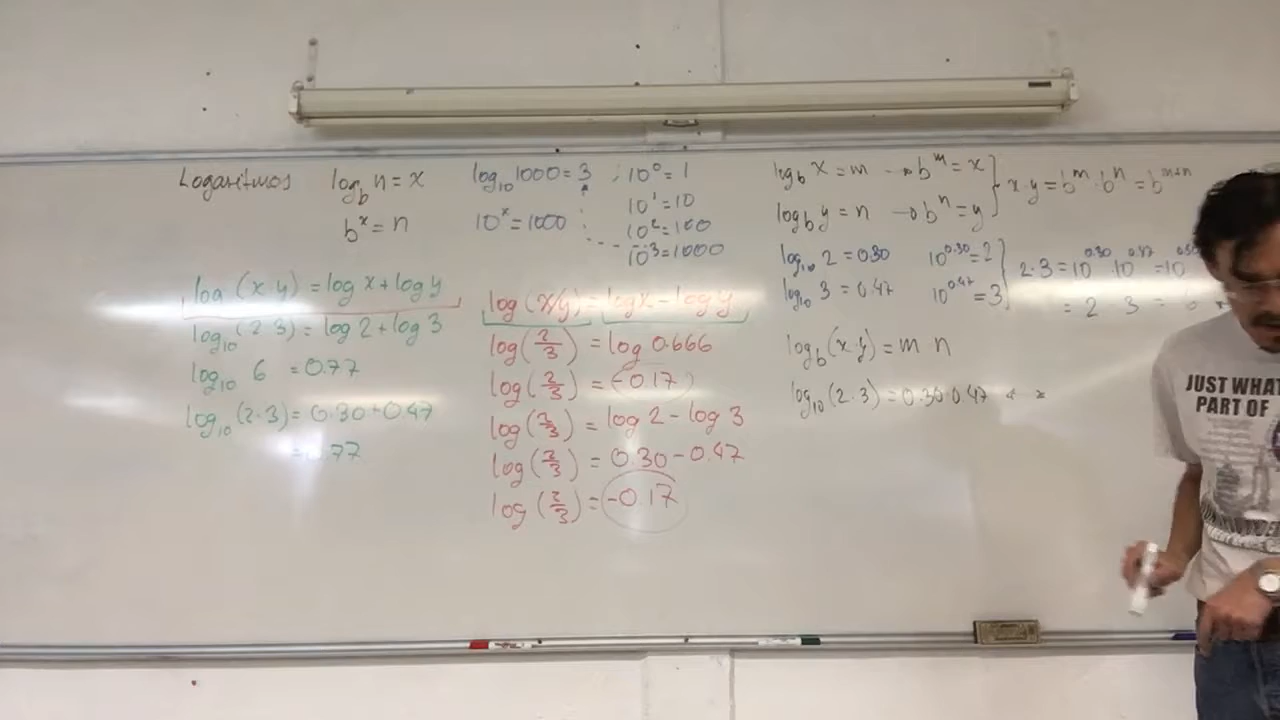 Logaritmos log_b n = x
b^x = n
log_10 1000 = 3 ; 10^0 = 1
10^1 = 10
10^x = 1000 10^2 = 100
10^3 = 1000
log (x·y) = log x + log y
log_10 (2·3) = log 2 + log 3
log_10 6 = 0.77
log_10 (2·3) = 0.30 + 0.47
= 0.77
log (x/y) = log x - log y
log (2/3) = log 0.666
log (2/3) = -0.17
log (2/3) = log 2 - log 3
log (2/3) = 0.30 - 0.47
log (2/3) = -0.17
log_b x = m → b^m = x } x·y = b^m · b^n = b^{m+n}
log_b y = n → b^n = y
log_10 2 = 0.30 10^0.30 = 2 } 2·3 = 10^0.30 · 10^0.47 = 10
log_10 3 = 0.47 10^0.47 = 3 = 2 3 = 6
log_b (x·y) = m n
log_10 (2·3) = 0.30·0.47
JUST WHAT
PART OF